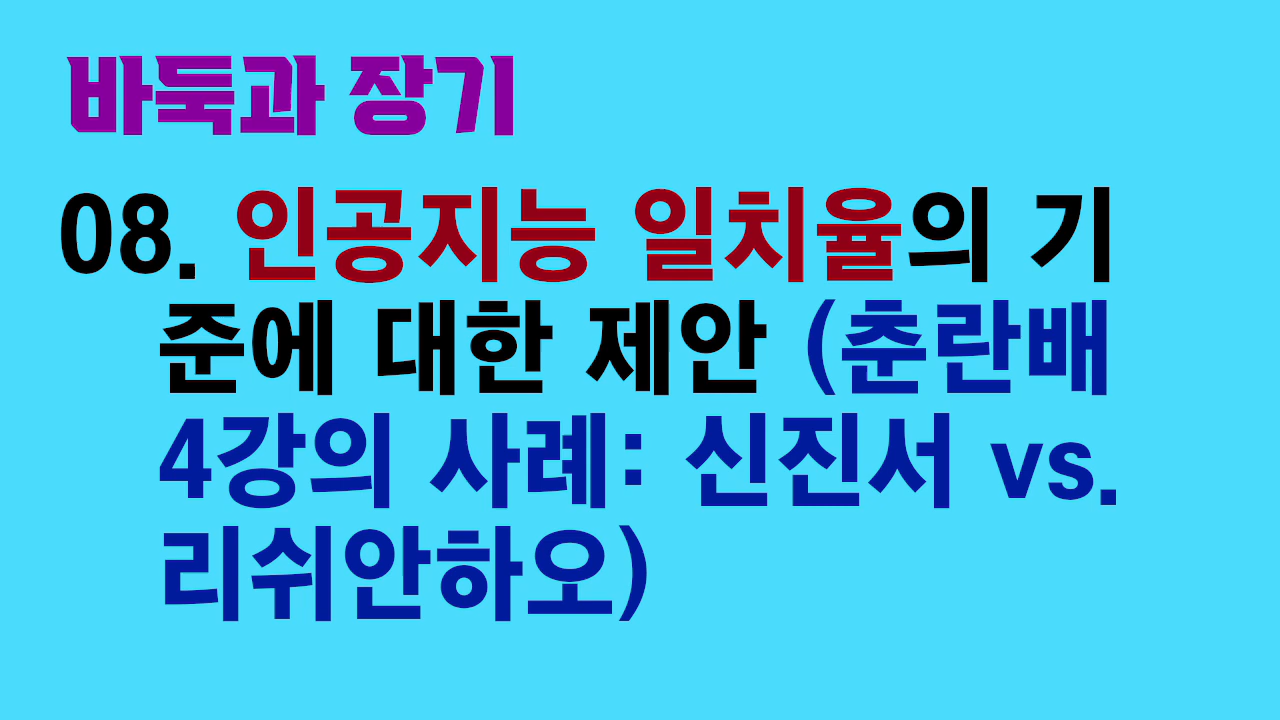 바둑과 장기
08. 인공지능 일치율의 기
준에 대한 제안 (춘란배
4강의 사례: 신진서 vs.
리쉬안하오)